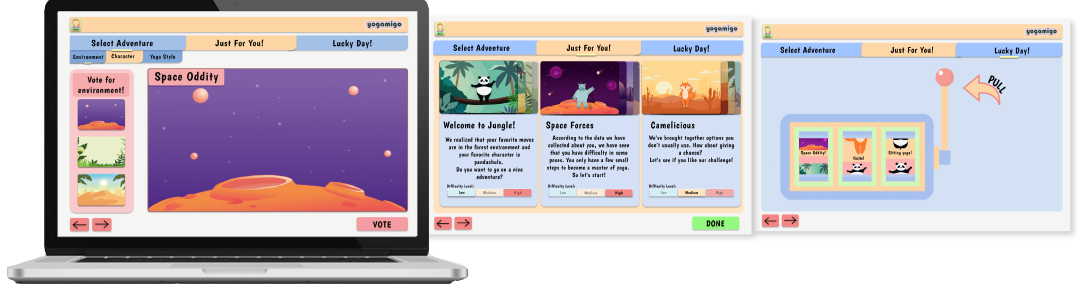 yogamigo
Select Adventure
Just For You!
Lucky Day!
Environment
Character
Yoga Style
Vote for
environment!
Space Oddity
VOTE
yogamigo
Select Adventure
Just For You!
Lucky Day!
Welcome to Jungle!
We realized that your favorite moves
are in the forest environment and
your favorite character is
pandachula.
Do you want to go on a nice
adventure?
Difficulty Level:
Low
Medium
High
Space Forces
According to the data we have
collected about you, we have seen
that you have difficulty in some
poses. You only have a few small
steps to become a master of yoga.
So let's start!
Difficulty Level:
Low
Medium
High
Camelicious
We've brought together options you
don't usually use. How about giving
a chance?
Let's see if you like our challenge!
Difficulty Level:
Low
Medium
High
DONE
yogamigo
Select Adventure
Just For You!
Lucky Day!
PULL
Space Oddity!
Sitting yoga!